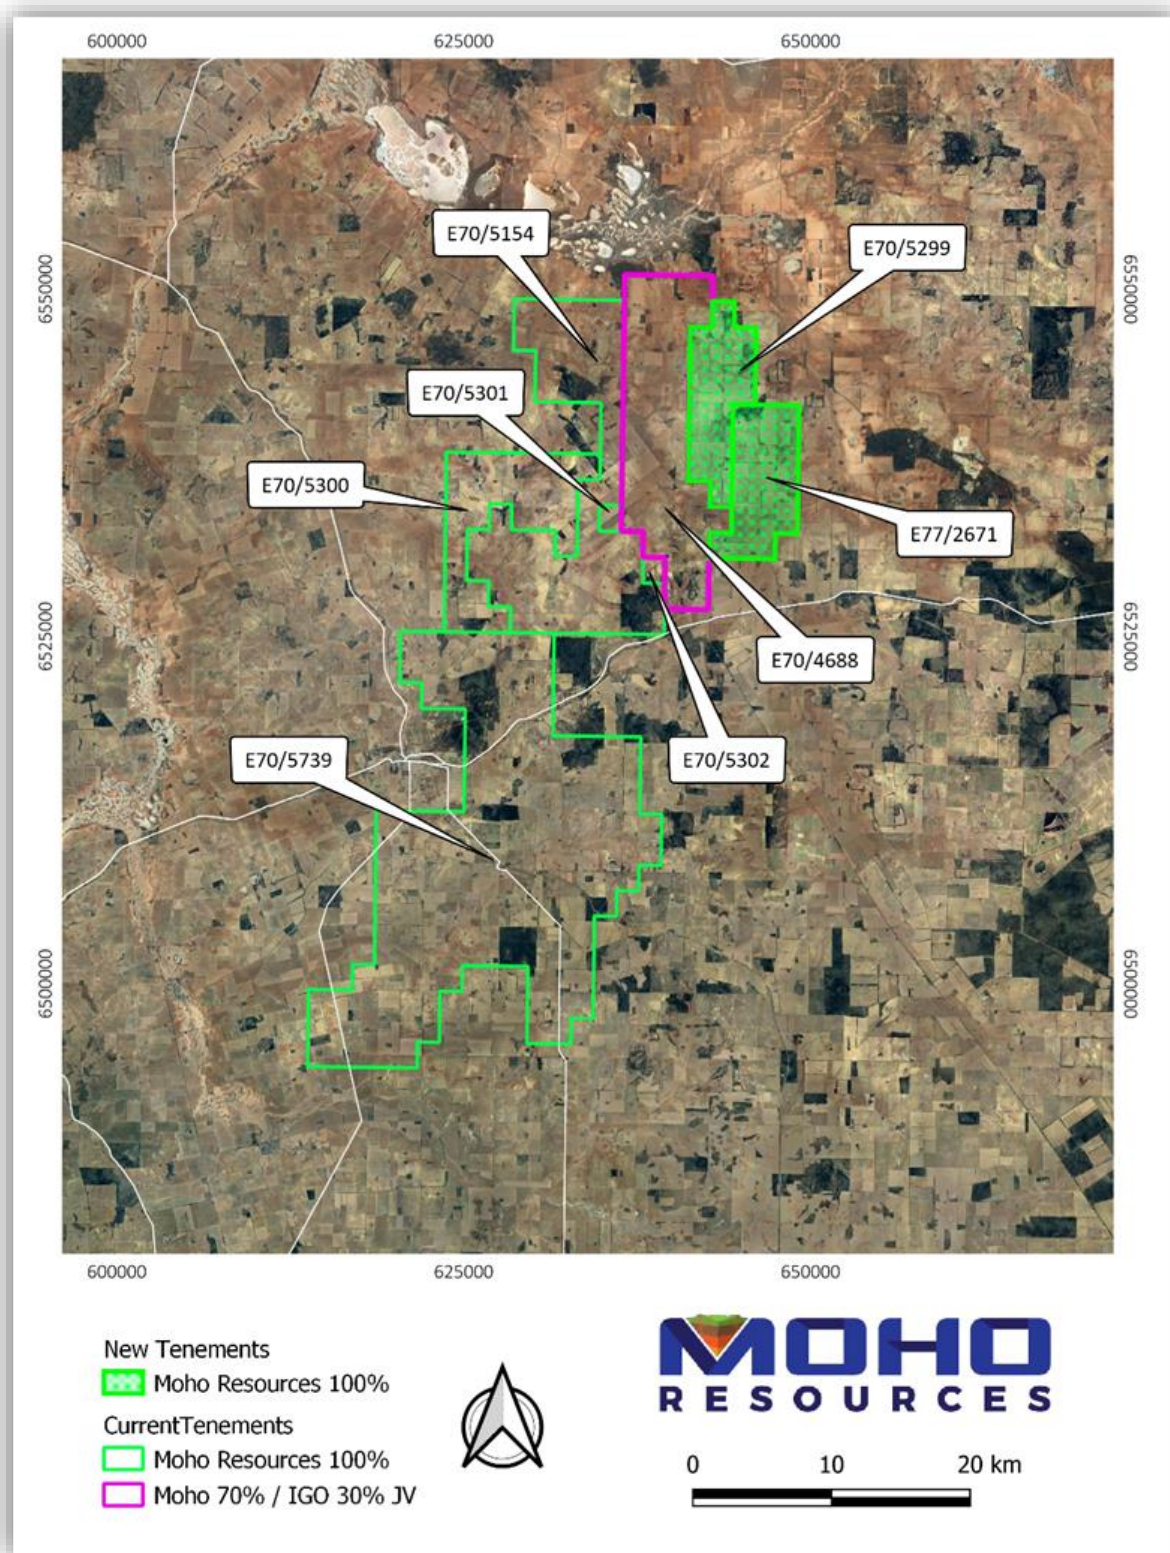 600000 625000 650000
E70/5154
E70/5299
6550000
6550000
E70/5301
E70/5300
E77/2671
6525000
6525000
E70/4688
E70/5739
E70/5302
6500000
6500000
600000 625000 650000
New Tenements
Moho Resources 100%
CurrentTenements
Moho Resources 100%
Moho 70% / IGO 30% JV
MOHO
RESOURCES
0 10 20 km